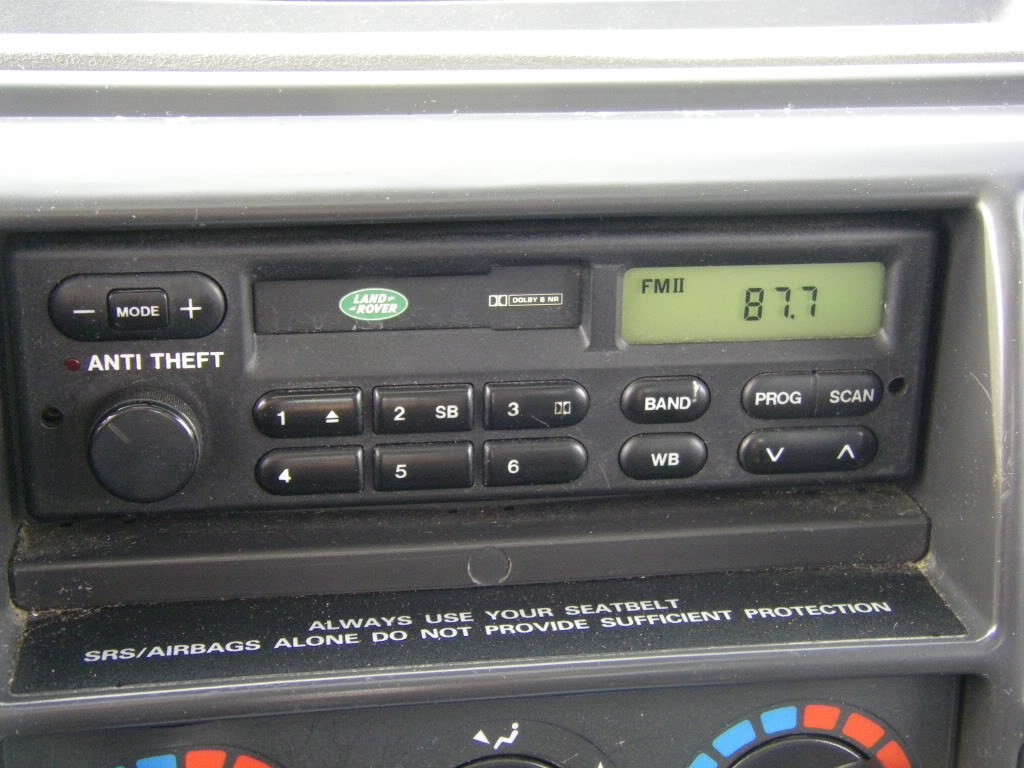 − MODE +
ANTI THEFT
LAND ROVER
DOLBY B NR
FM II
87.7
1 2 SB 3
4 5 6
BAND
WB
PROG SCAN
ALWAYS USE YOUR SEATBELT
SRS/AIRBAGS ALONE DO NOT PROVIDE SUFFICIENT PROTECTION